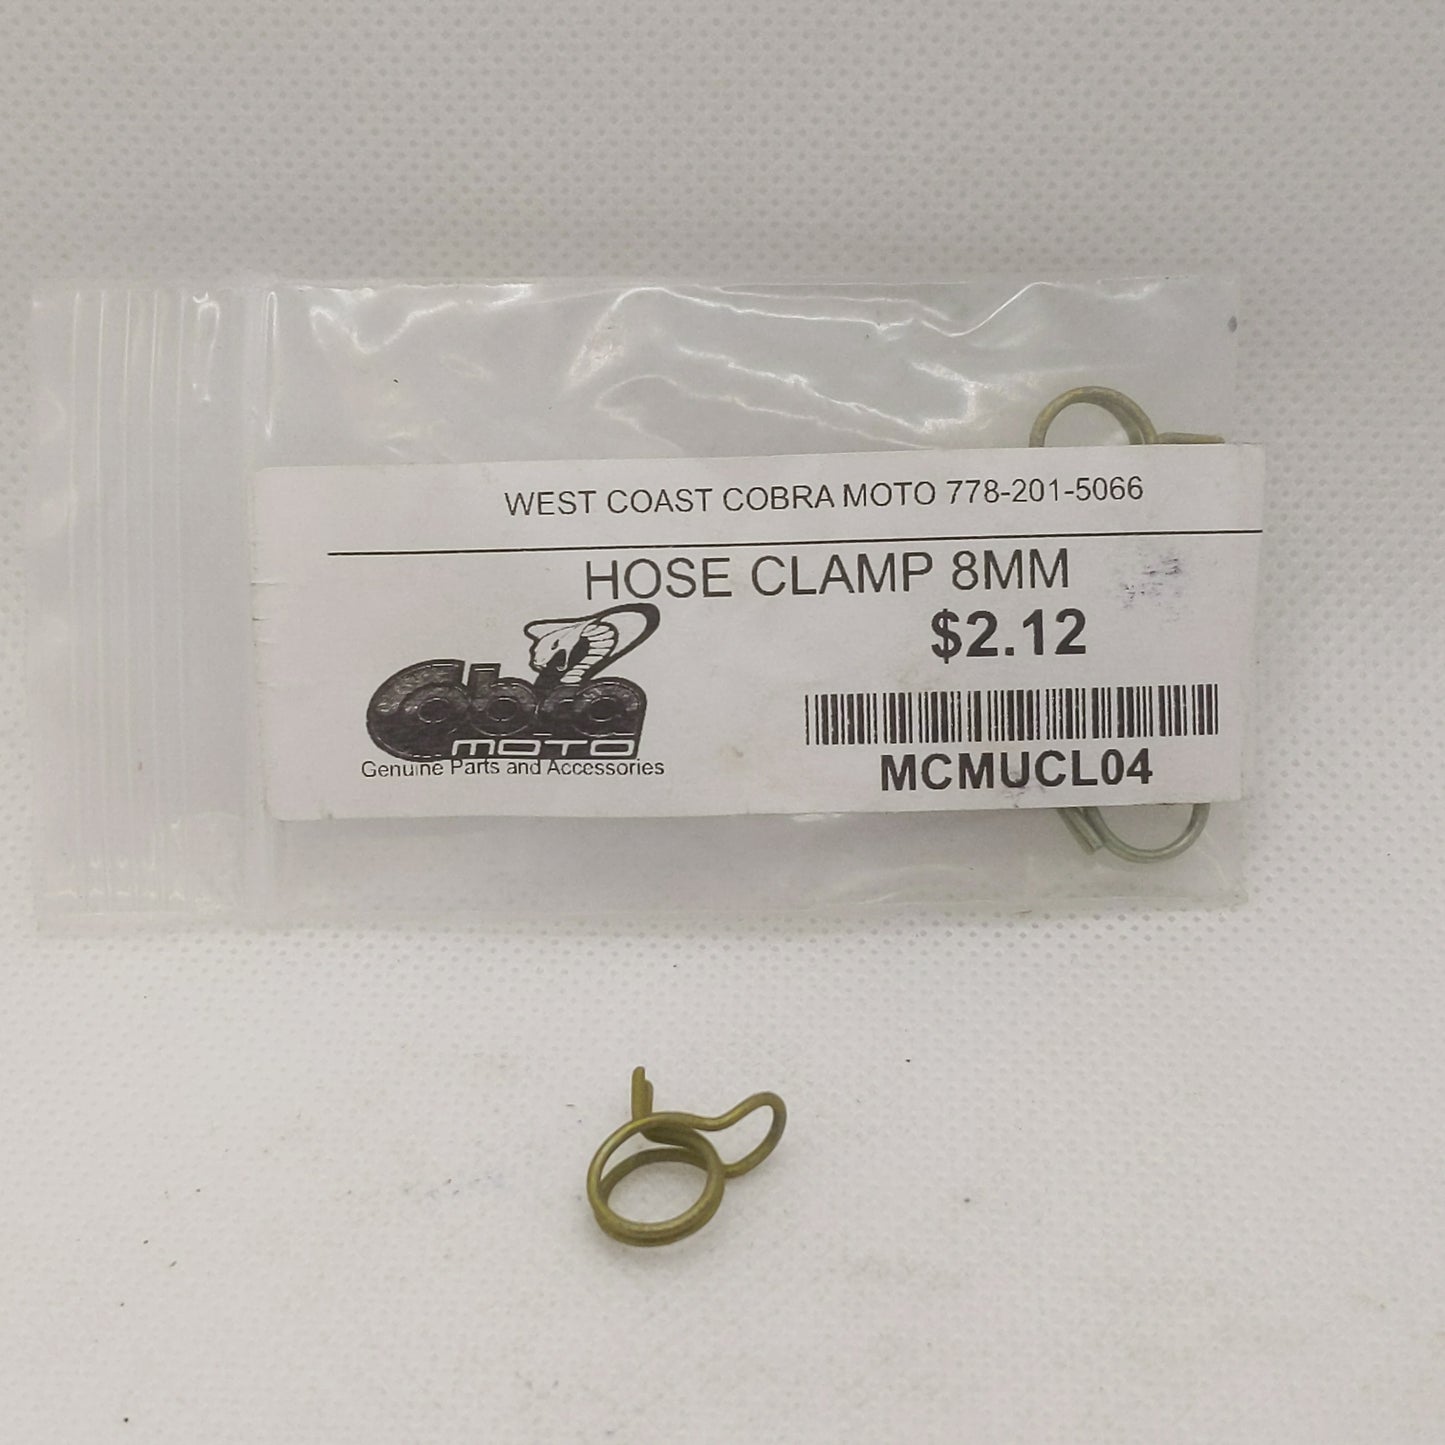 WEST COAST COBRA MOTO 778-201-5066
HOSE CLAMP 8MM
$2.12
Cobra
MOTO
Genuine Parts and Accessories
MCMUCL04